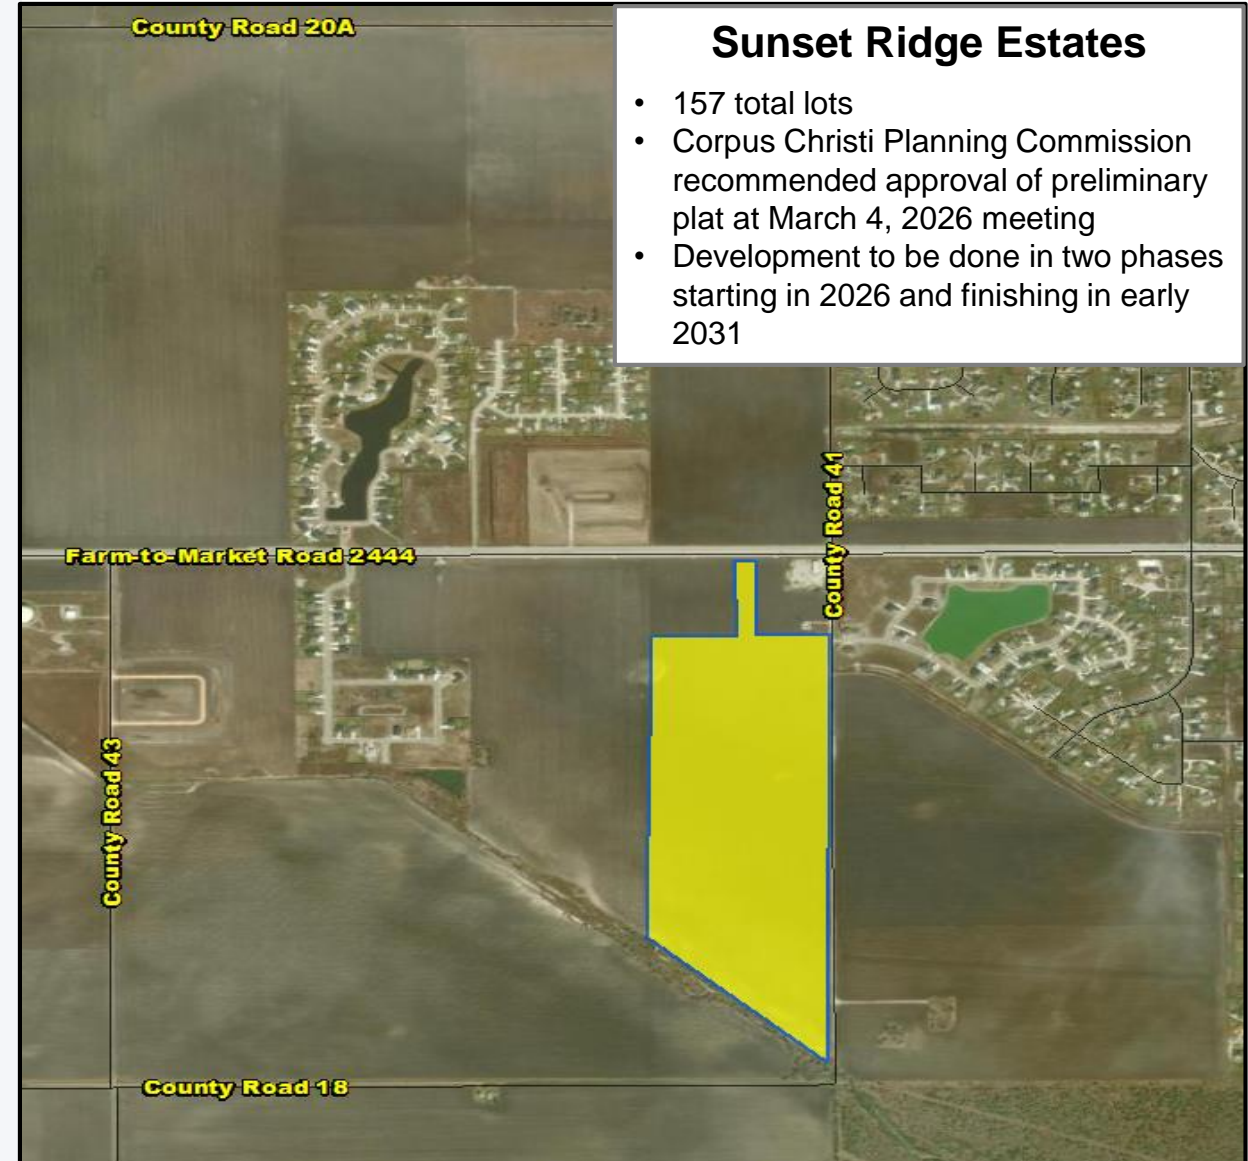 County Road 20A
Sunset Ridge Estates
• 157 total lots
• Corpus Christi Planning Commission
recommended approval of preliminary
plat at March 4, 2026 meeting
• Development to be done in two phases
starting in 2026 and finishing in early
2031
County Road 41
Farm-to-Market Road 2444
County Road 43
County Road 18